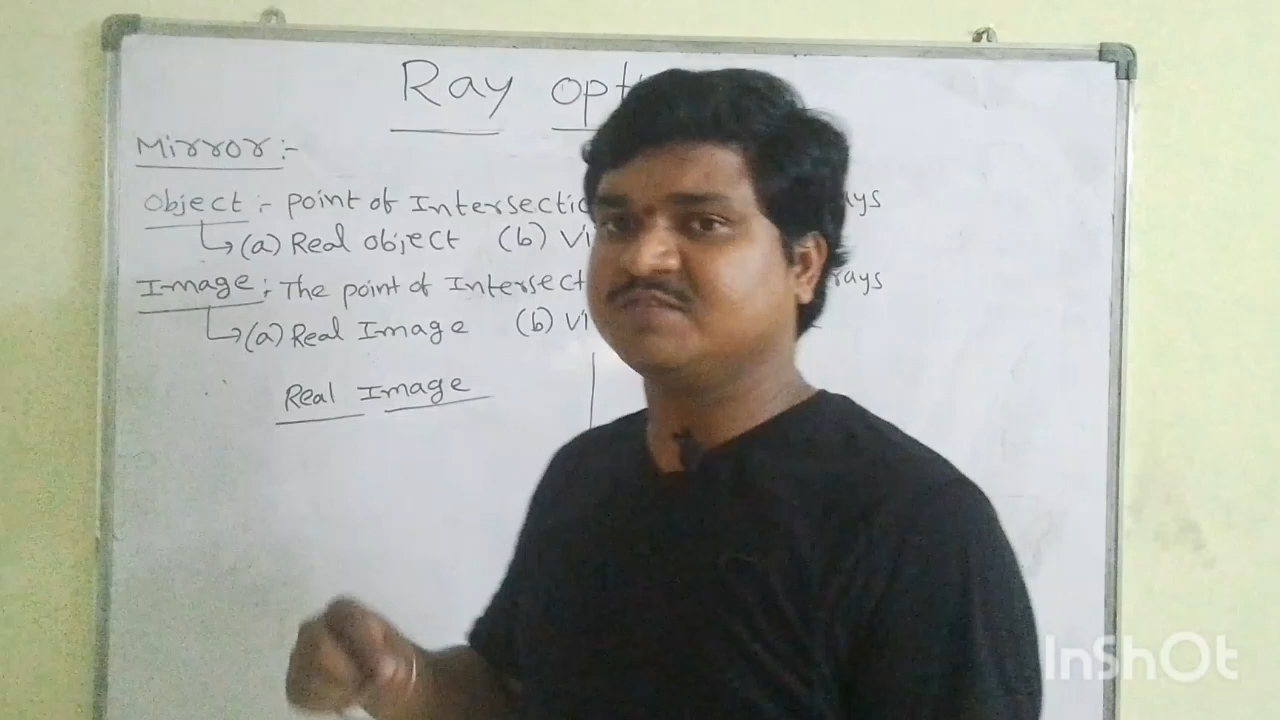 Ray opt
Mirror :-
Object :- point of Intersectio ays
(a) Real object (b) Vi
Image : The point of Intersect rays
(a) Real Image (b) Vi
Real Image
InShOt